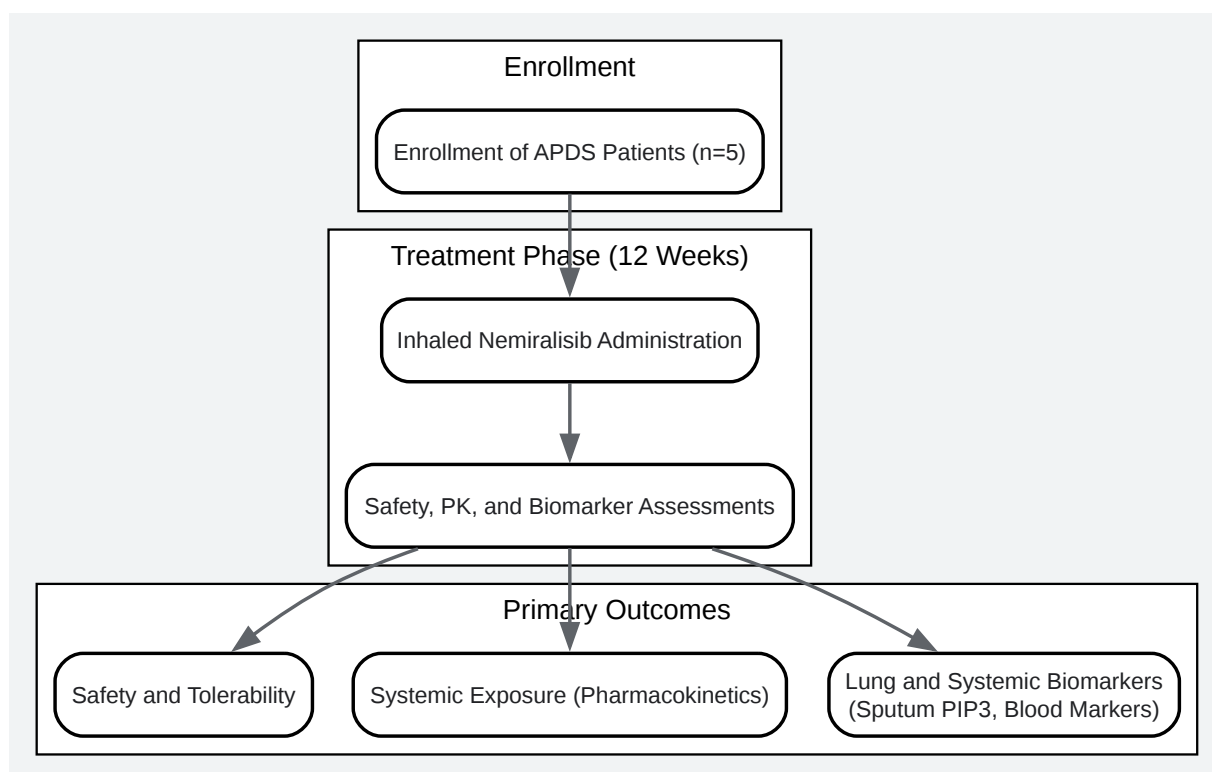 Enrollment
Enrollment of APDS Patients (n=5)
Treatment Phase (12 Weeks)
Inhaled Nemiralisib Administration
Safety, PK, and Biomarker Assessments
Primary Outcomes
Safety and Tolerability
Systemic Exposure (Pharmacokinetics)
Lung and Systemic Biomarkers
(Sputum PIP3, Blood Markers)